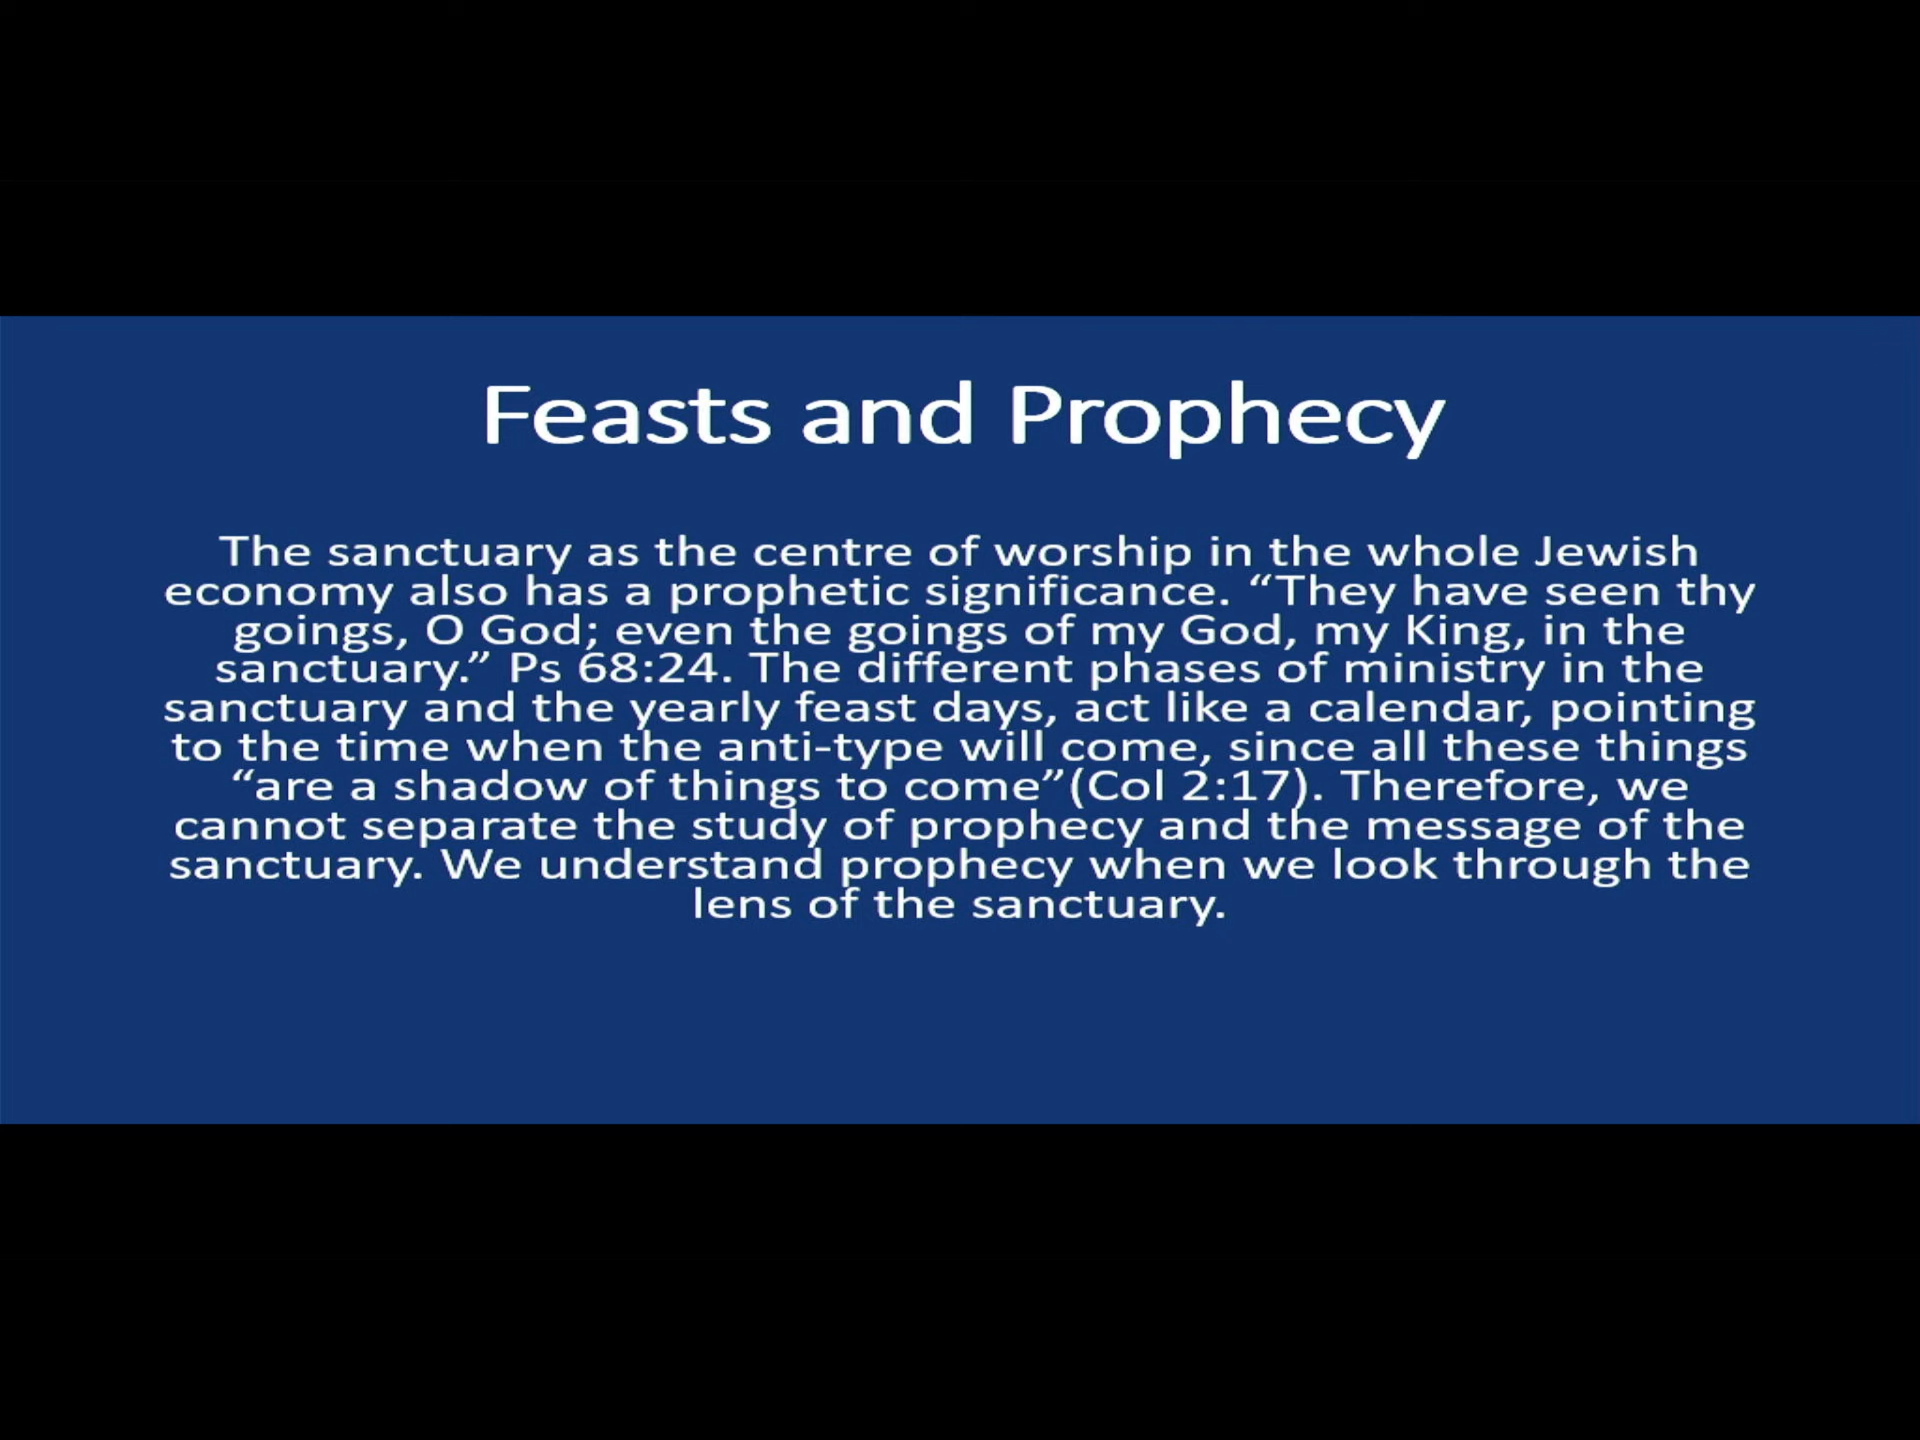 Feasts and Prophecy
The sanctuary as the centre of worship in the whole Jewish
economy also has a prophetic significance. “They have seen thy
goings, O God; even the goings of my God, my King, in the
sanctuary.” Ps 68:24. The different phases of ministry in the
sanctuary and the yearly feast days, act like a calendar, pointing
to the time when the anti-type will come, since all these things
“are a shadow of things to come”(Col 2:17). Therefore, we
cannot separate the study of prophecy and the message of the
sanctuary. We understand prophecy when we look through the
lens of the sanctuary.